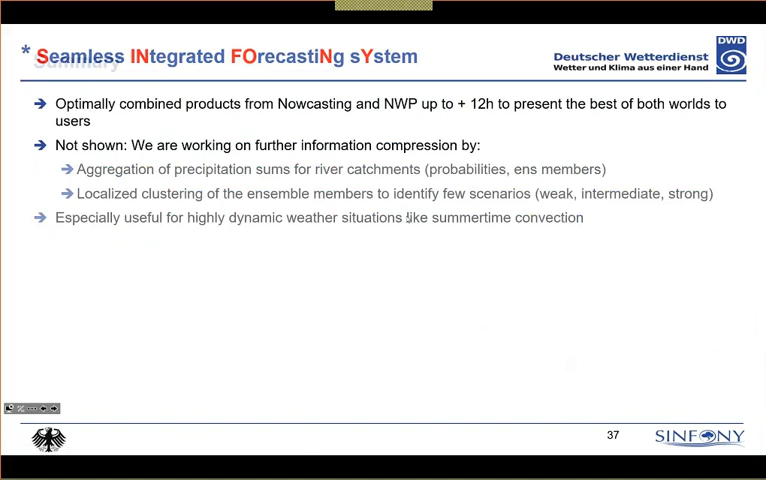 * Seamless INtegrated FOrecastiNg sYstem
Summary
DWD
Deutscher Wetterdienst
Wetter und Klima aus einer Hand
Optimally combined products from Nowcasting and NWP up to + 12h to present the best of both worlds to
users
Not shown: We are working on further information compression by:
Aggregation of precipitation sums for river catchments (probabilities, ens members)
Localized clustering of the ensemble members to identify few scenarios (weak, intermediate, strong)
Especially useful for highly dynamic weather situations like summertime convection
37
SINFONY